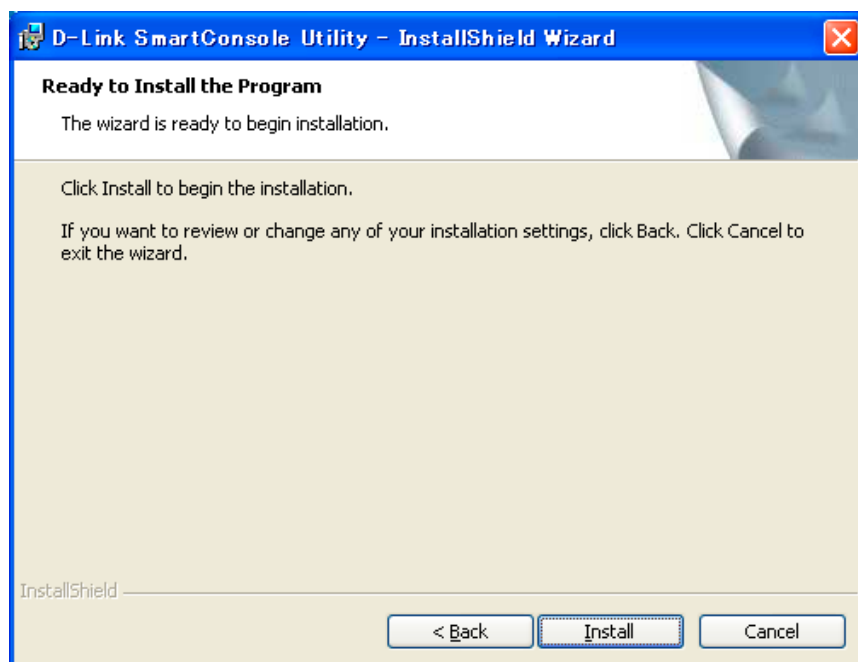 D-Link SmartConsole Utility - InstallShield Wizard
Ready to Install the Program
The wizard is ready to begin installation.
Click Install to begin the installation.
If you want to review or change any of your installation settings, click Back. Click Cancel to
exit the wizard.
InstallShield
< Back
Install
Cancel